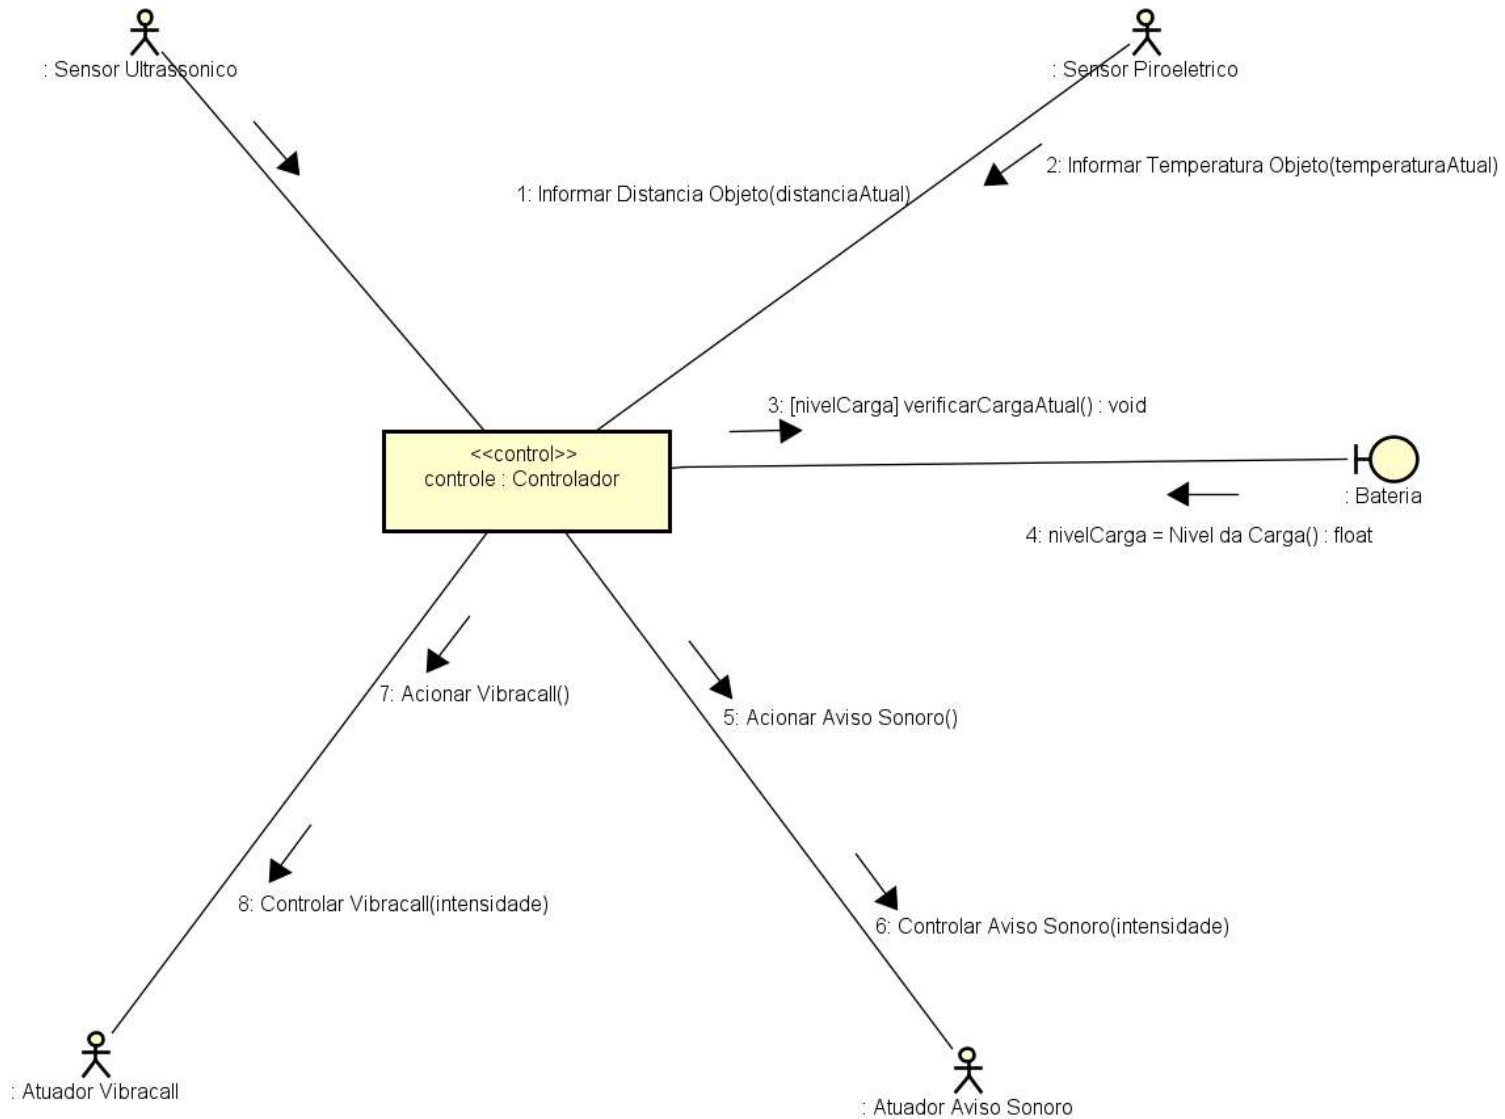 : Sensor Ultrassonico
: Sensor Piroeletrico
2: Informar Temperatura Objeto(temperaturaAtual)
1: Informar Distancia Objeto(distanciaAtual)
3: [nivelCarga] verificarCargaAtual() : void
<<control>>
controle : Controlador
: Bateria
4: nivelCarga = Nivel da Carga() : float
7: Acionar Vibracall()
5: Acionar Aviso Sonoro()
8: Controlar Vibracall(intensidade)
6: Controlar Aviso Sonoro(intensidade)
: Atuador Vibracall
: Atuador Aviso Sonoro